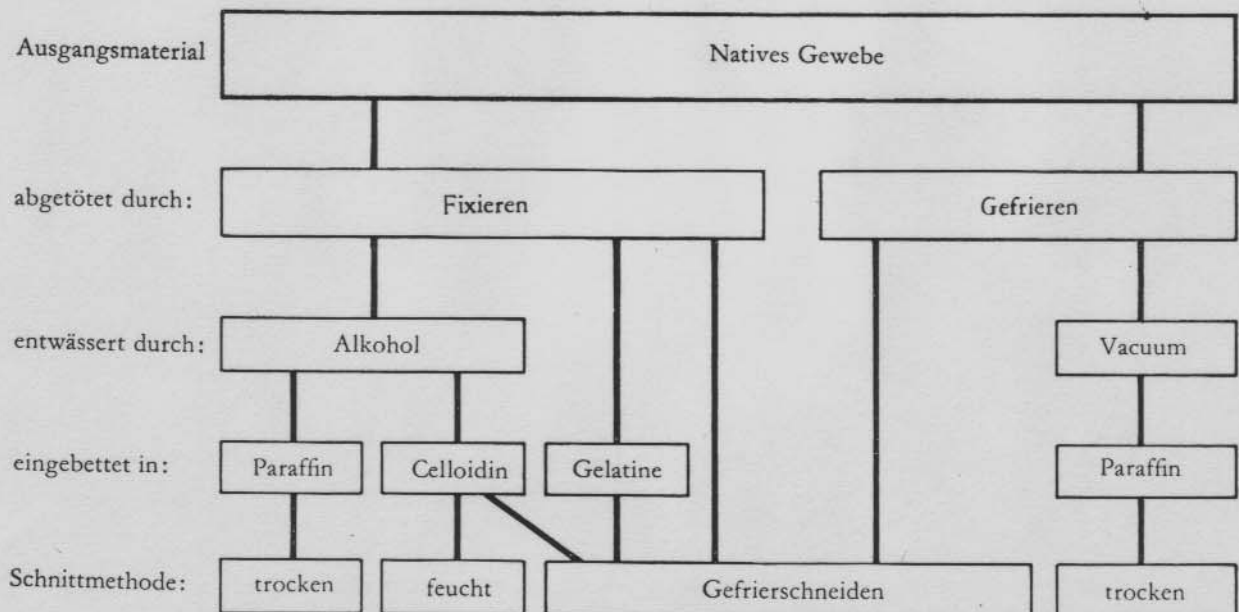 Ausgangsmaterial
Natives Gewebe
abgetötet durch:
Fixieren
Gefrieren
entwässert durch:
Alkohol
Vacuum
eingebettet in:
Paraffin
Celloidin
Gelatine
Paraffin
Schnittmethode:
trocken
feucht
Gefrierschneiden
trocken